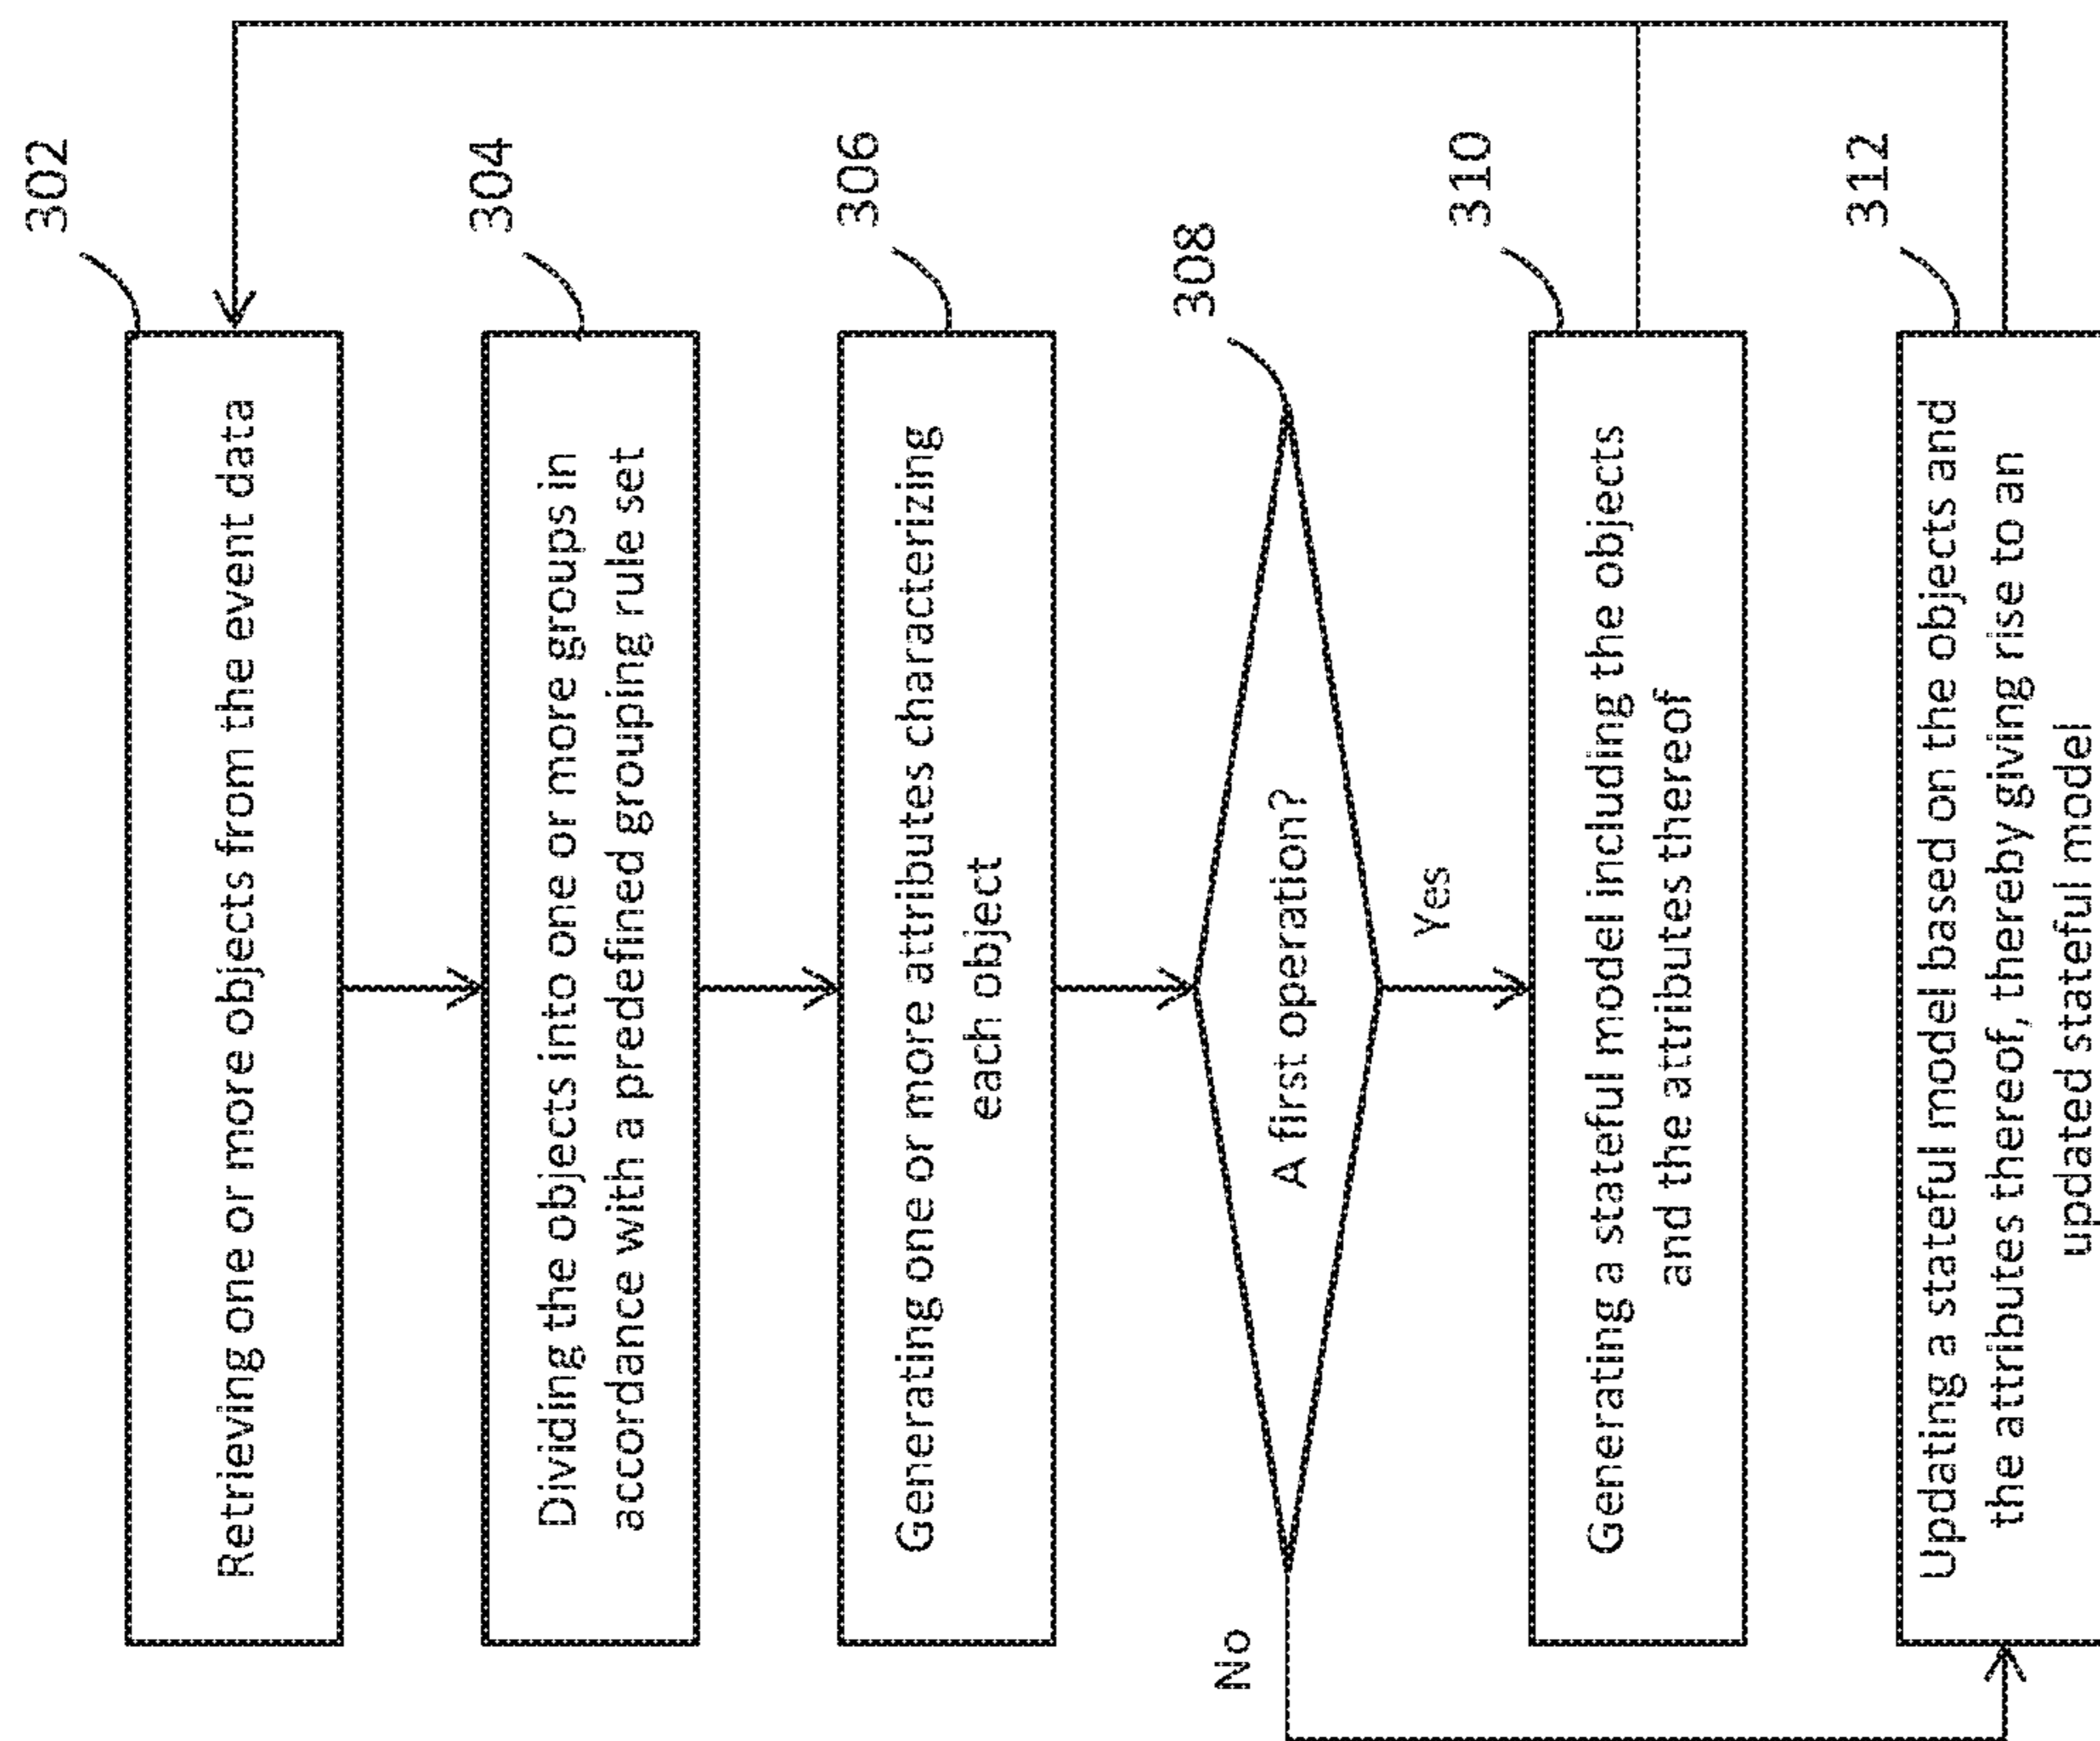 302
Retrieving one or more objects from the event data
304
Dividing the objects into one or more groups in
accordance with a predefined grouping rule set
306
Generating one or more attributes characterizing
each object
308
A first operation?
No
Yes
310
Generating a stateful model including the objects
and the attributes thereof
312
Updating a stateful model based on the objects and
the attributes thereof, thereby giving rise to an
updated stateful model